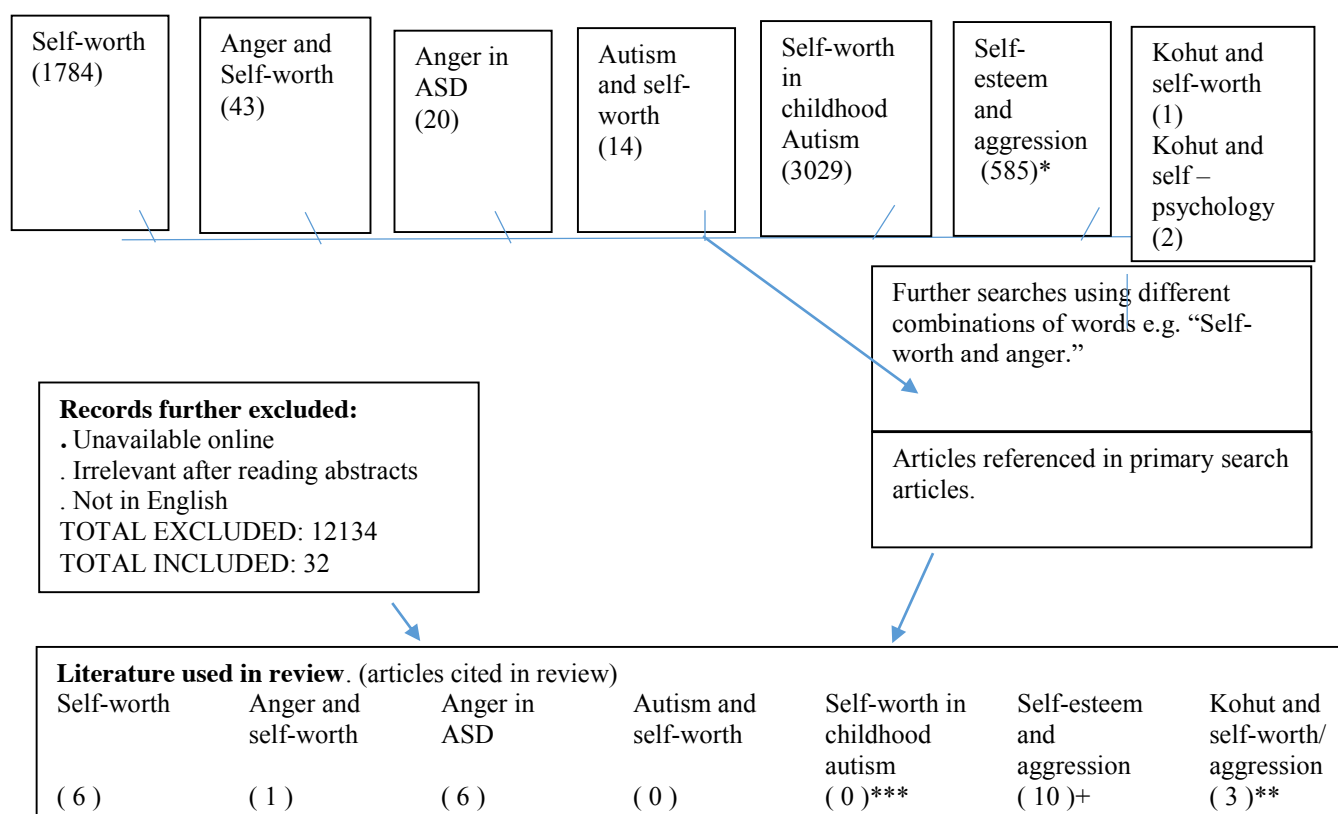 Self-worth
(1784)
Anger and
Self-worth
(43)
Anger in
ASD
(20)
Autism
and self-
worth
(14)
Self-worth
in
childhood
Autism
(3029)
Self-
esteem
and
aggression
(585)*
Kohut and
self-worth
(1)
Kohut and
self –
psychology
(2)
Further searches using different
combinations of words e.g. “Self-
worth and anger.”
Articles referenced in primary search
articles.
Records further excluded:
. Unavailable online
. Irrelevant after reading abstracts
. Not in English
TOTAL EXCLUDED: 12134
TOTAL INCLUDED: 32
Literature used in review. (articles cited in review)
Self-worth
( 6 )
Anger and
self-worth
( 1 )
Anger in
ASD
( 6 )
Autism and
self-worth
( 0 )
Self-worth in
childhood
autism
( 0 )***
Self-esteem
and
aggression
( 10 )+
Kohut and
self-worth/
aggression
( 3 )**